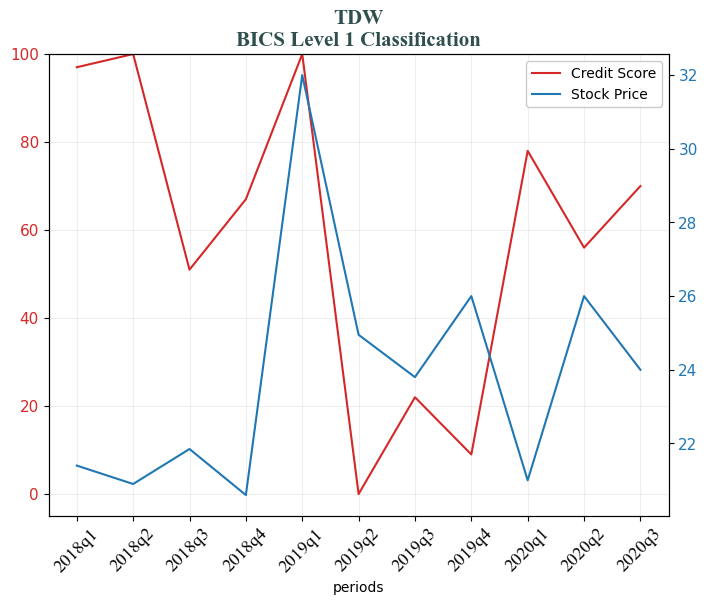 TDW
BICS Level 1 Classification
Credit Score
Stock Price
100
80
60
40
20
0
32
30
28
26
24
22
2018q1
2018q2
2018q3
2018q4
2019q1
2019q2
2019q3
2019q4
2020q1
2020q2
2020q3
periods